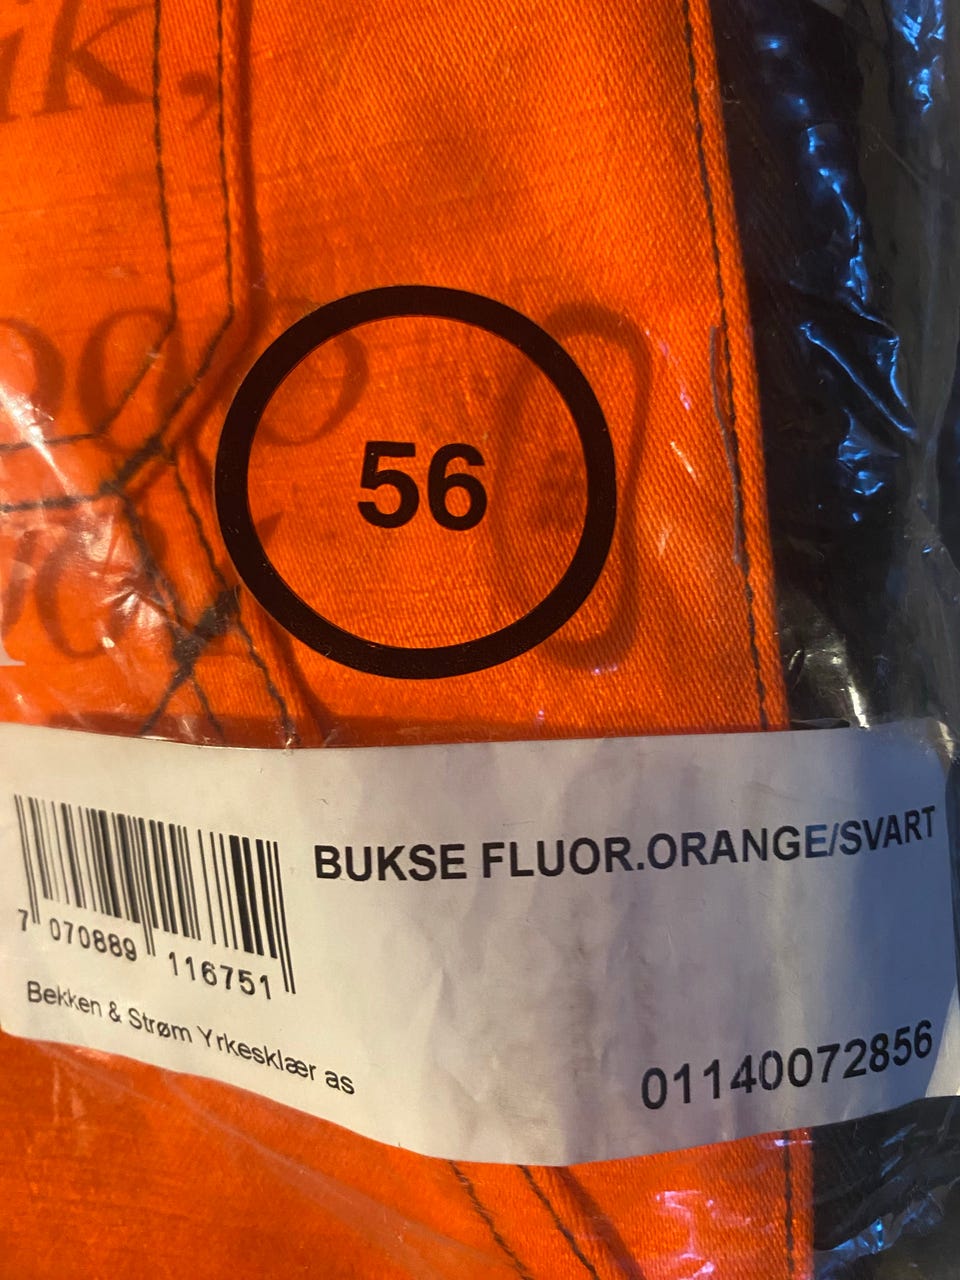 56
BUKSE FLUOR.ORANGE/SVART
7 070889 116751
Bekken & Strøm Yrkesklær as
01140072856